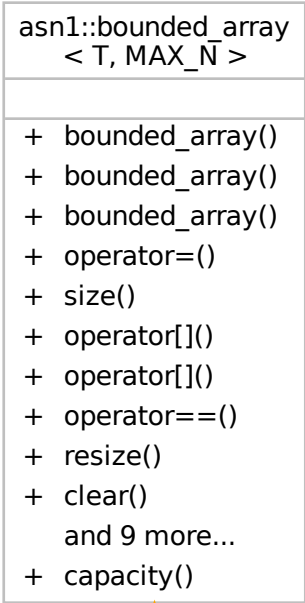 asn1::bounded_array
< T, MAX_N >
+ bounded_array()
+ bounded_array()
+ bounded_array()
+ operator=()
+ size()
+ operator[]()
+ operator[]()
+ operator==()
+ resize()
+ clear()
and 9 more...
+ capacity()